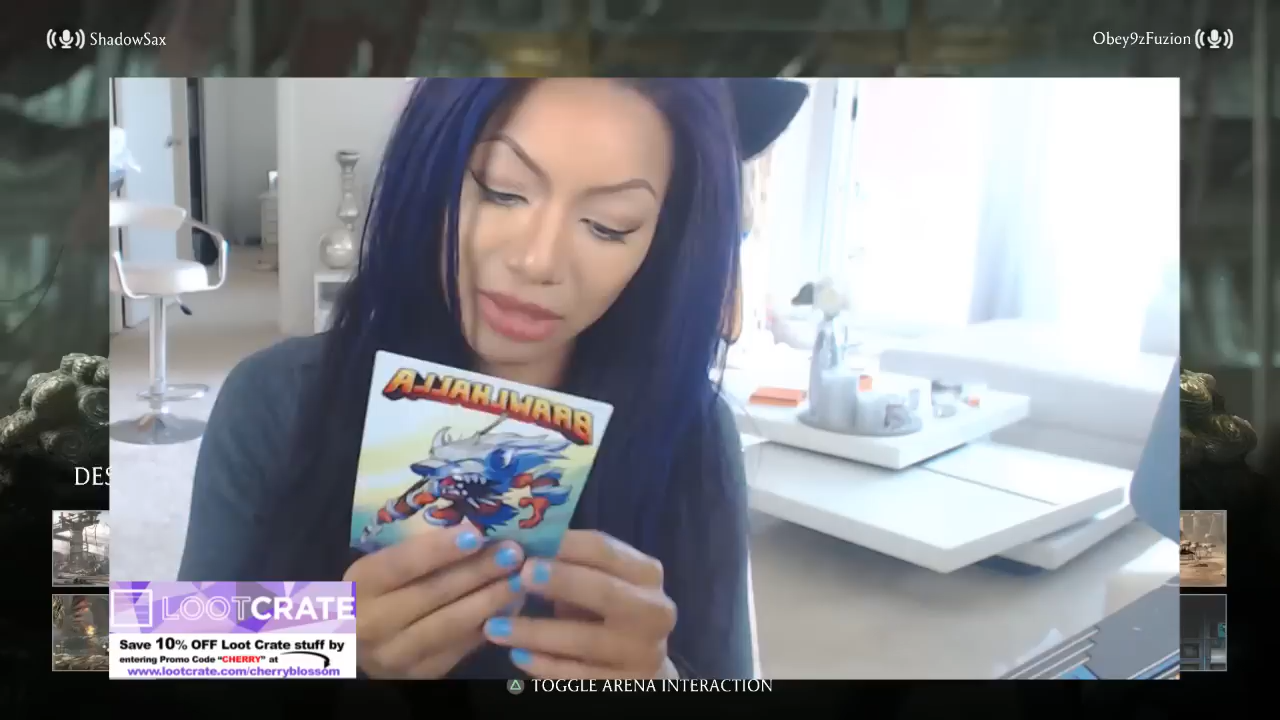 ShadowSax
Obey9zFuzion
BRAWLHALLA
DES
LOOTCRATE
Save 10% OFF Loot Crate stuff by
entering Promo Code "CHERRY" at
www.lootcrate.com/cherryblossom
TOGGLE ARENA INTERACTION